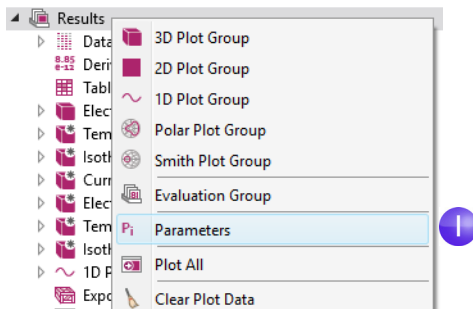 Results
Data
3D Plot Group
8.85
e-12
Deri
2D Plot Group
Tabl
1D Plot Group
Elec
Tem
Polar Plot Group
Isoth
Smith Plot Group
Curr
Elec
Evaluation Group
Tem
Pi Parameters
1
Isoth
1D P
Plot All
Expo
Clear Plot Data